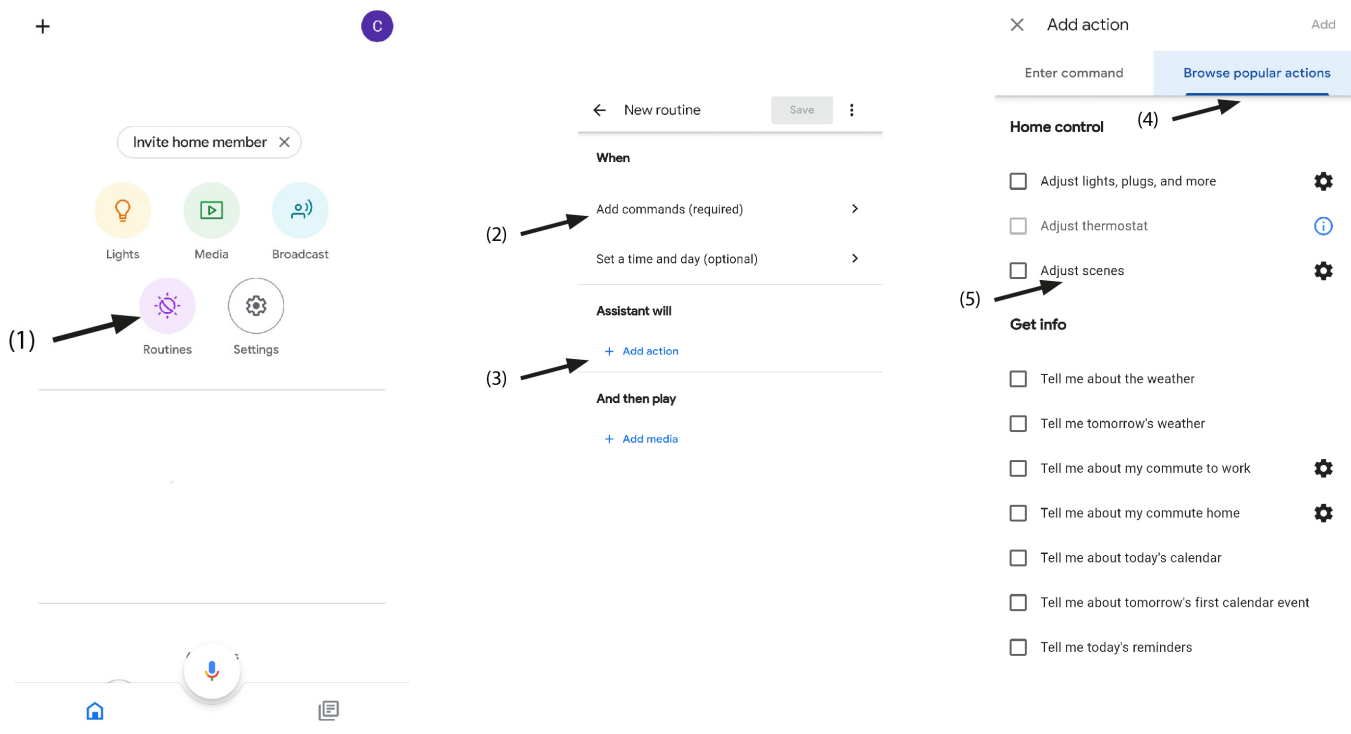 C
Invite home member
Lights
Media
Broadcast
(1)
Routines
Settings
New routine
Save
When
(2)
Add commands (required)
Set a time and day (optional)
Assistant will
(3)
+ Add action
And then play
+ Add media
Add action
Add
Enter command
Browse popular actions
(4)
Home control
Adjust lights, plugs, and more
Adjust thermostat
(5)
Adjust scenes
Get info
Tell me about the weather
Tell me tomorrow's weather
Tell me about my commute to work
Tell me about my commute home
Tell me about today's calendar
Tell me about tomorrow's first calendar event
Tell me today's reminders